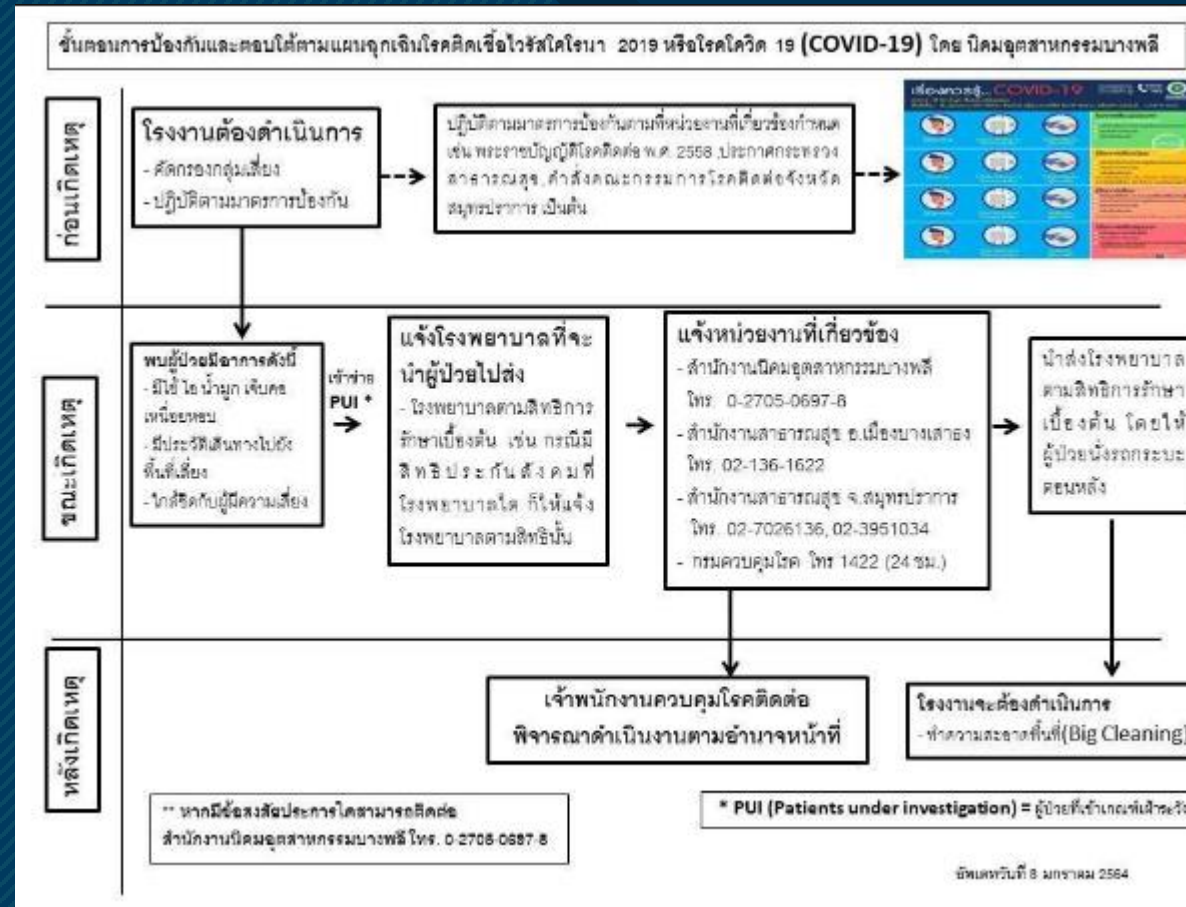 ขั้นตอนการป้องกันและตอบโต้ตามแผนฉุกเฉินโรคติดเชื้อไวรัสโคโรนา 2019 หรือโรคโควิด 19 (COVID-19) โดย นิคมอุตสาหกรรมบางพลี
ก่อนเกิดเหตุ
โรงงานต้องดำเนินการ
- คัดกรองกลุ่มเสี่ยง
- ปฏิบัติตามมาตรการป้องกัน
ปฏิบัติตามมาตรการป้องกันตามที่หน่วยงานที่เกี่ยวข้องกำหนด
เช่น พระราชบัญญัติโรคติดต่อ พ.ศ. 2558 ,ประกาศกระทรวง
สาธารณสุข,คำสั่งคณะกรรมการโรคติดต่อจังหวัด
สมุทรปราการ เป็นต้น
เรื่องควรรู้...COVID-19
ขณะเกิดเหตุ
พบผู้ป่วยมีอาการดังนี้
- มีไข้ ไอ น้ำมูก เจ็บคอ
เหนื่อยหอบ
- มีประวัติเดินทางไปยัง
พื้นที่เสี่ยง
- ใกล้ชิดกับผู้มีความเสี่ยง
เข้าข่าย
PUI *
แจ้งโรงพยาบาลที่จะ
นำผู้ป่วยไปส่ง
- โรงพยาบาลตามสิทธิการ
รักษาเบื้องต้น เช่น กรณีมี
สิทธิประกันสังคมที่
โรงพยาบาลใด ก็ให้แจ้ง
โรงพยาบาลตามสิทธินั้น
แจ้งหน่วยงานที่เกี่ยวข้อง
- สำนักงานนิคมอุตสาหกรรมบางพลี
โทร. 0-2705-0697-8
- สำนักงานสาธารณสุข อ.เมืองบางเสาธง
โทร. 02-136-1622
- สำนักงานสาธารณสุข จ.สมุทรปราการ
โทร. 02-7026136, 02-3951034
- กรมควบคุมโรค โทร 1422 (24 ชม.)
นำส่งโรงพยาบาล
ตามสิทธิการรักษา
เบื้องต้น โดยให้
ผู้ป่วยนั่งรถกระบะ
ตอนหลัง
หลังเกิดเหตุ
เจ้าพนักงานควบคุมโรคติดต่อ
พิจารณาดำเนินงานตามอำนาจหน้าที่
โรงงานจะต้องดำเนินการ
- ทำความสะอาดพื้นที่(Big Cleaning)
** หากมีข้อสงสัยประการใดสามารถติดต่อ
สำนักงานนิคมอุตสาหกรรมบางพลี โทร. 0-2705-0697-8
* PUI (Patients under investigation) = ผู้ป่วยที่เข้าเกณฑ์เฝ้าระวัง
อัพเดทวันที่ 8 มกราคม 2564